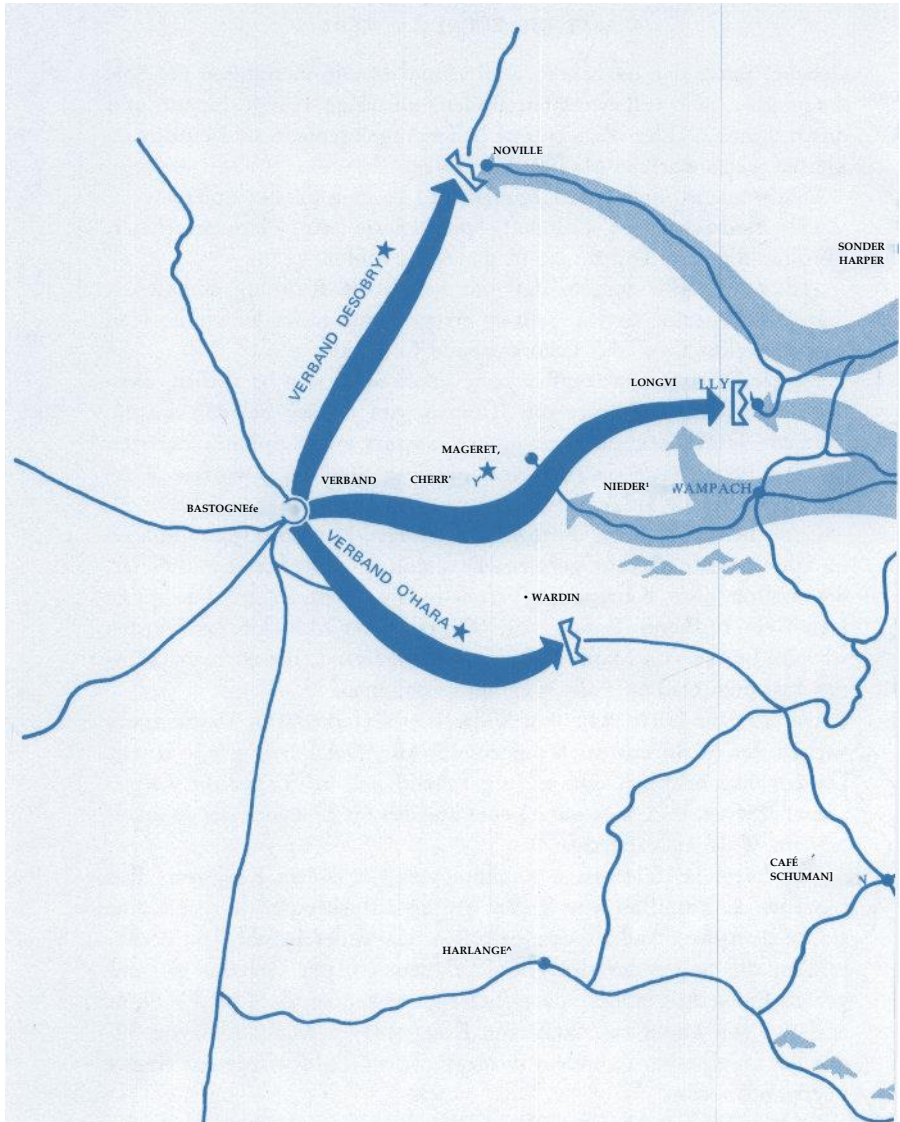 NOVILLE
SONDER
HARPER
VERBAND DESOBRY
LONGVI LLY
MAGERET,
VERBAND CHERR'
Y
NIEDER¹ WAMPACH
BASTOGNEfe
VERBAND O'HARA
• WARDIN
CAFÉ
SCHUMAN] Y
HARLANGE^